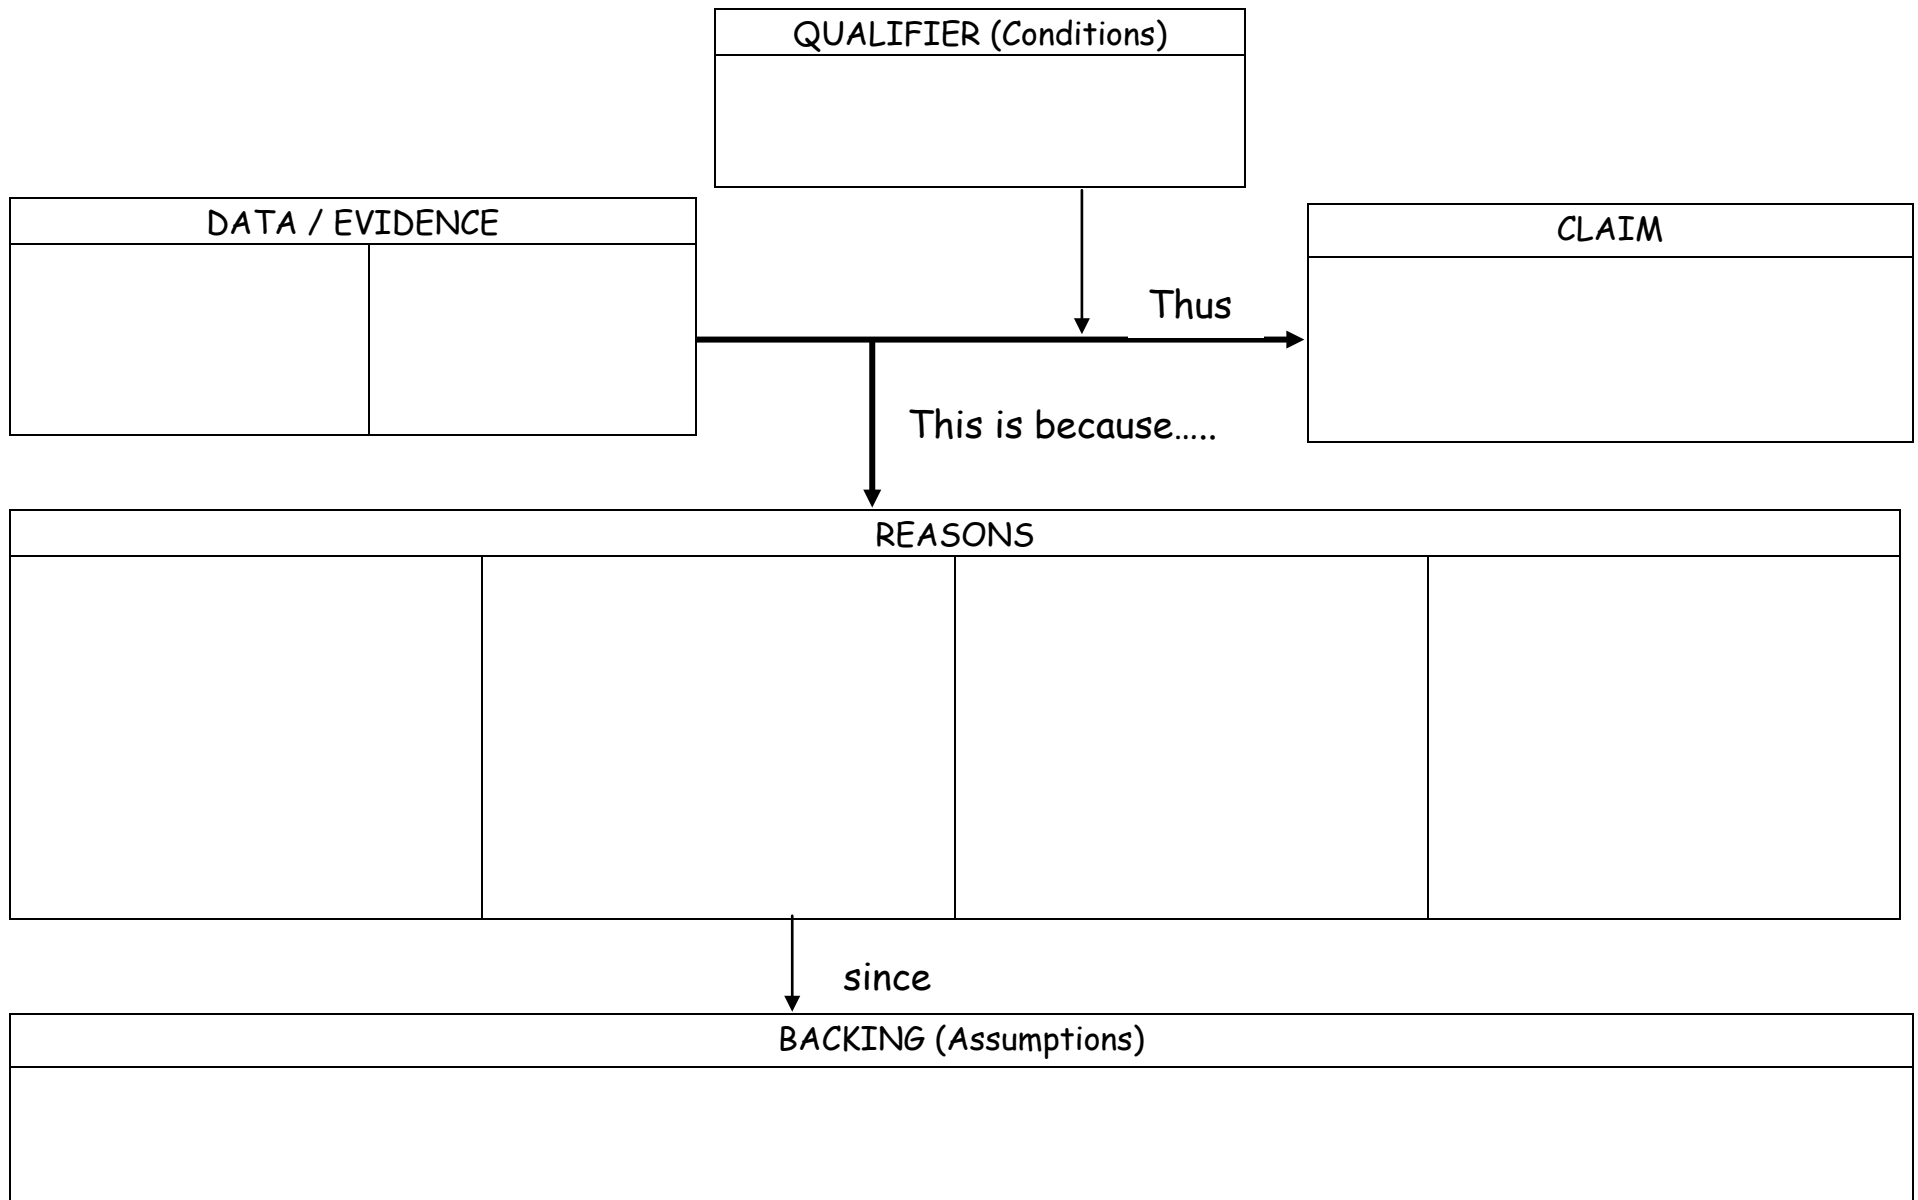 QUALIFIER (Conditions)
DATA / EVIDENCE
CLAIM
Thus
This is because.....
REASONS
since
BACKING (Assumptions)